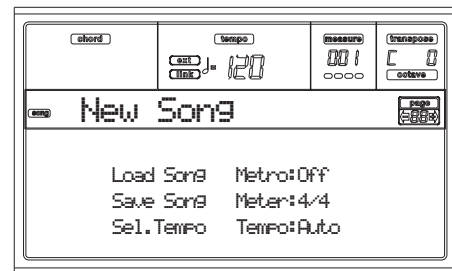 chord tempo measure transpose
ext link ♩= 120 001 C 0
octave
song New Song page
Load Song Metro:Off
Save Song Meter:4/4
Sel.Tempo Tempo:Auto